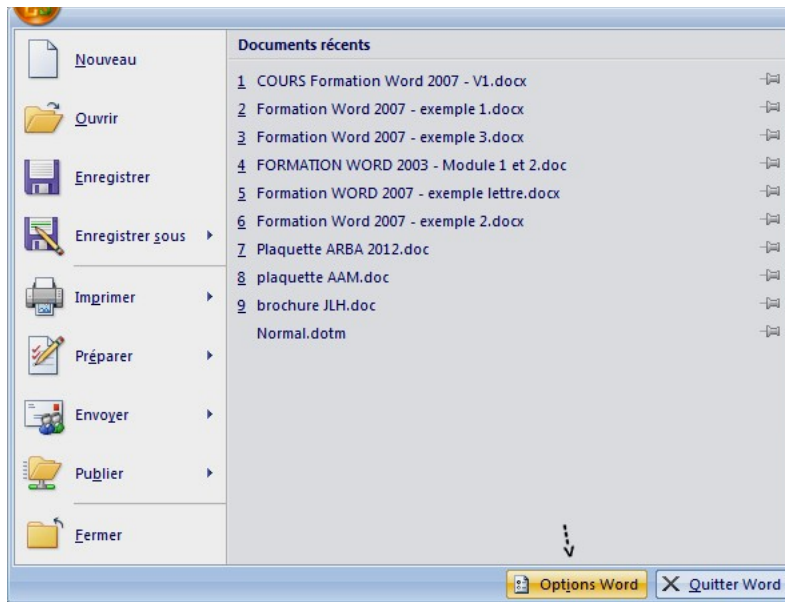 Nouveau
Ouvrir
Enregistrer
Enregistrer sous
Imprimer
Préparer
Envoyer
Publier
Fermer
Documents récents
1 COURS Formation Word 2007 - V1.docx
2 Formation Word 2007 - exemple 1.docx
3 Formation Word 2007 - exemple 3.docx
4 FORMATION WORD 2003 - Module 1 et 2.doc
5 Formation WORD 2007 - exemple lettre.docx
6 Formation Word 2007 - exemple 2.docx
7 Plaquette ARBA 2012.doc
8 plaquette AAM.doc
9 brochure JLH.doc
Normal.dotm
Options Word
Quitter Word